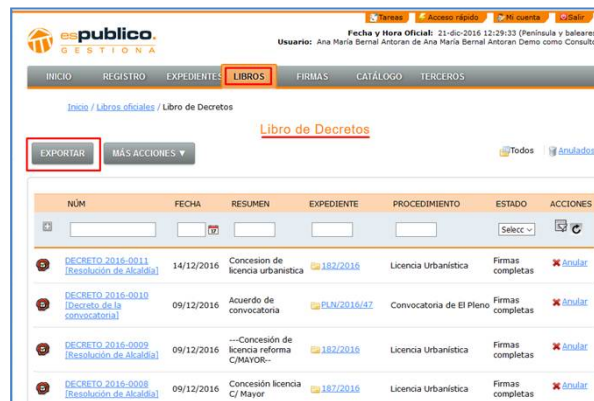 Tareas Acceso rápido Mi cuenta Salir
espublico.
GESTIONA
Fecha y Hora Oficial: 21-dic-2016 12:29:33 (Península y baleares
Usuario: Ana María Bernal Antoran de Ana María Bernal Antoran Demo como Consulto
INICIO REGISTRO EXPEDIENTES LIBROS FIRMAS CATÁLOGO TERCEROS
Inicio / Libros oficiales / Libro de Decretos
Libro de Decretos
EXPORTAR MÁS ACCIONES ▼ Todos Anulados
NÚM FECHA RESUMEN EXPEDIENTE PROCEDIMIENTO ESTADO ACCIONES
Selecc
DECRETO 2016-0011
[Resolución de Alcaldía]
14/12/2016
Concesion de
licencia urbanistica
182/2016
Licencia Urbanística
Firmas
completas
Anular
DECRETO 2016-0010
[Decreto de la
convocatoria]
09/12/2016
Acuerdo de
convocatoria
PLN/2016/47
Convocatoria de El Pleno
Firmas
completas
Anular
DECRETO 2016-0009
[Resolución de Alcaldía]
09/12/2016
---Concesión de
licencia reforma
C/MAYOR--
182/2016
Licencia Urbanística
Firmas
completas
Anular
DECRETO 2016-0008
[Resolución de Alcaldía]
09/12/2016
Concesión licencia
C/ Mayor
187/2016
Licencia Urbanística
Firmas
completas
Anular